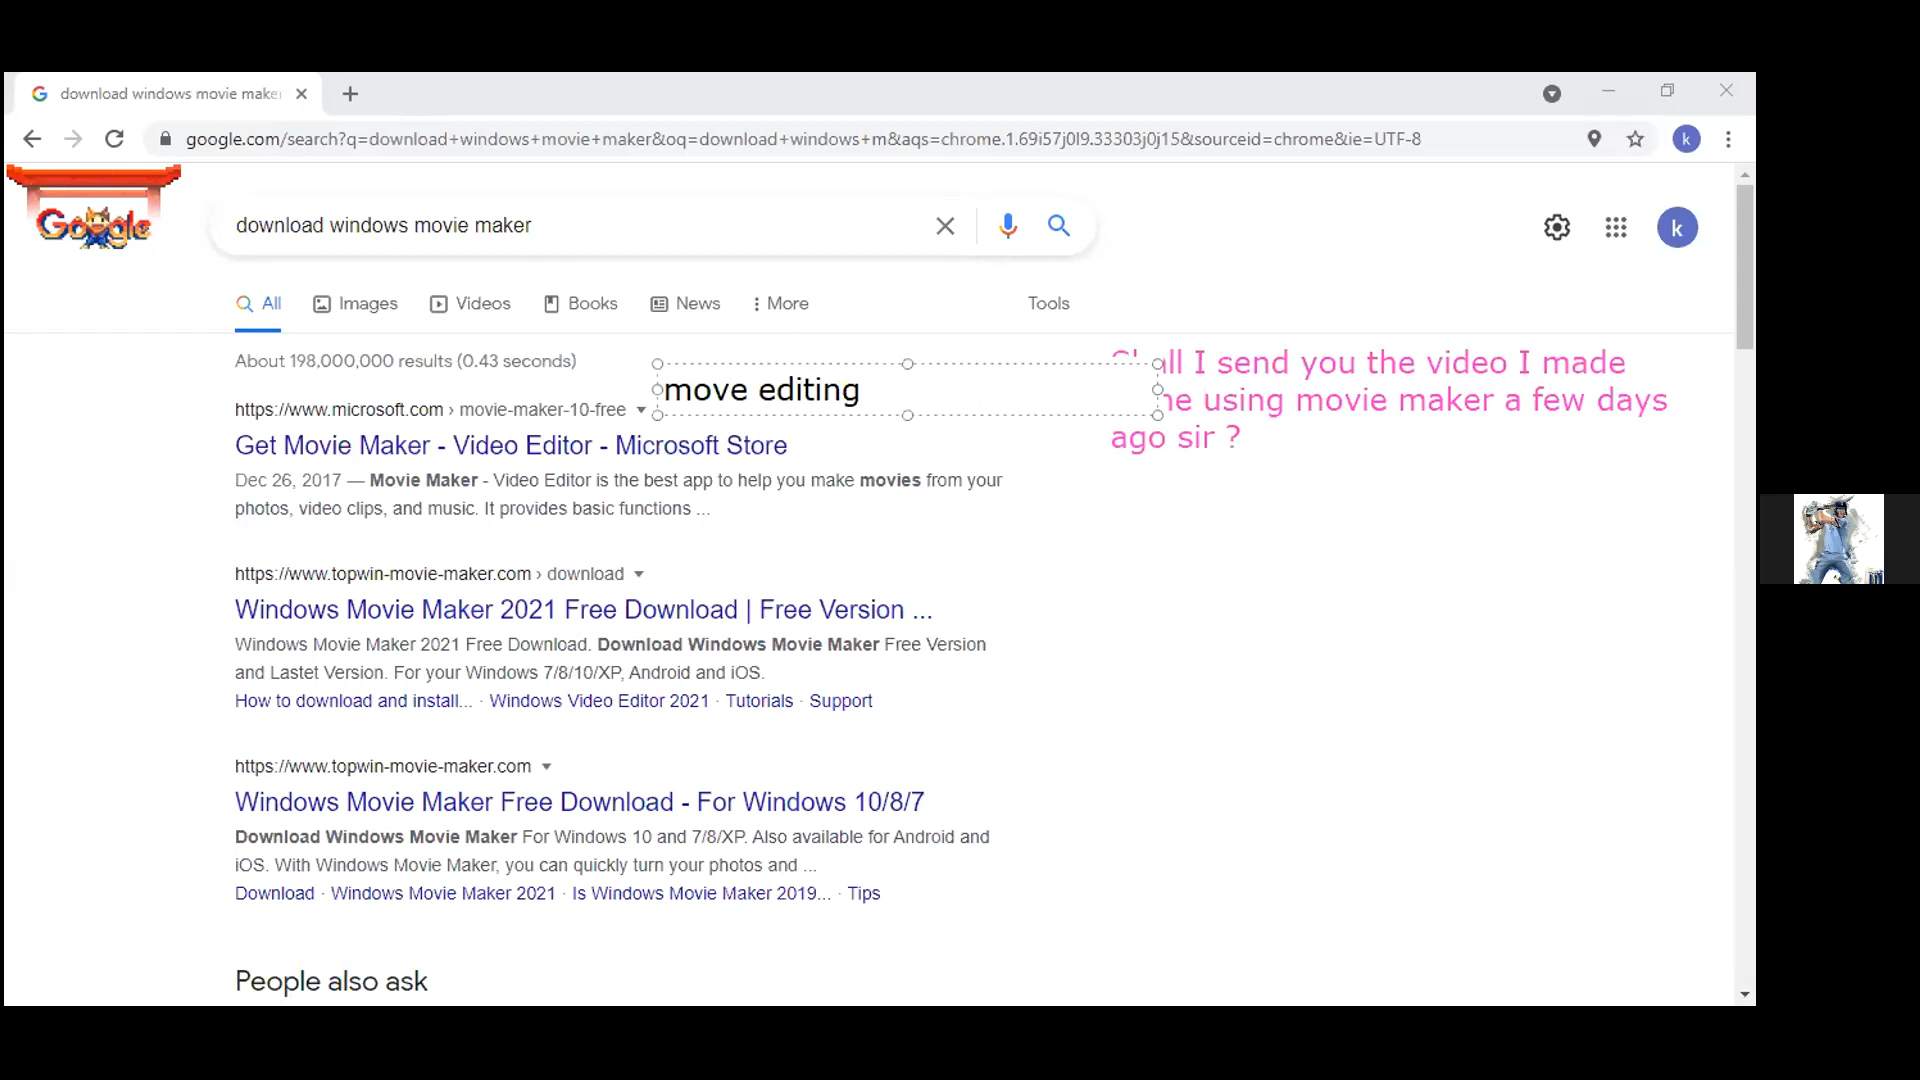 download windows movie make
google.com/search?q=download+windows+movie+maker&oq=download+windows+m&aqs=chrome.1.69i57j0l9.33303j0j15&sourceid=chrome&ie=UTF-8
k
Google
download windows movie maker
k
All
Images
Videos
Books
News
More
Tools
About 198,000,000 results (0.43 seconds)
move editing
ll I send you the video I made
using movie maker a few days
ago sir ?
https://www.microsoft.com › movie-maker-10-free
Get Movie Maker - Video Editor - Microsoft Store
Dec 26, 2017 — Movie Maker - Video Editor is the best app to help you make movies from your
photos, video clips, and music. It provides basic functions ...
https://www.topwin-movie-maker.com › download
Windows Movie Maker 2021 Free Download | Free Version ...
Windows Movie Maker 2021 Free Download. Download Windows Movie Maker Free Version
and Lastet Version. For your Windows 7/8/10/XP, Android and iOS.
How to download and install... · Windows Video Editor 2021 · Tutorials · Support
https://www.topwin-movie-maker.com
Windows Movie Maker Free Download - For Windows 10/8/7
Download Windows Movie Maker For Windows 10 and 7/8/XP. Also available for Android and
iOS. With Windows Movie Maker, you can quickly turn your photos and ...
Download · Windows Movie Maker 2021 · Is Windows Movie Maker 2019... · Tips
People also ask